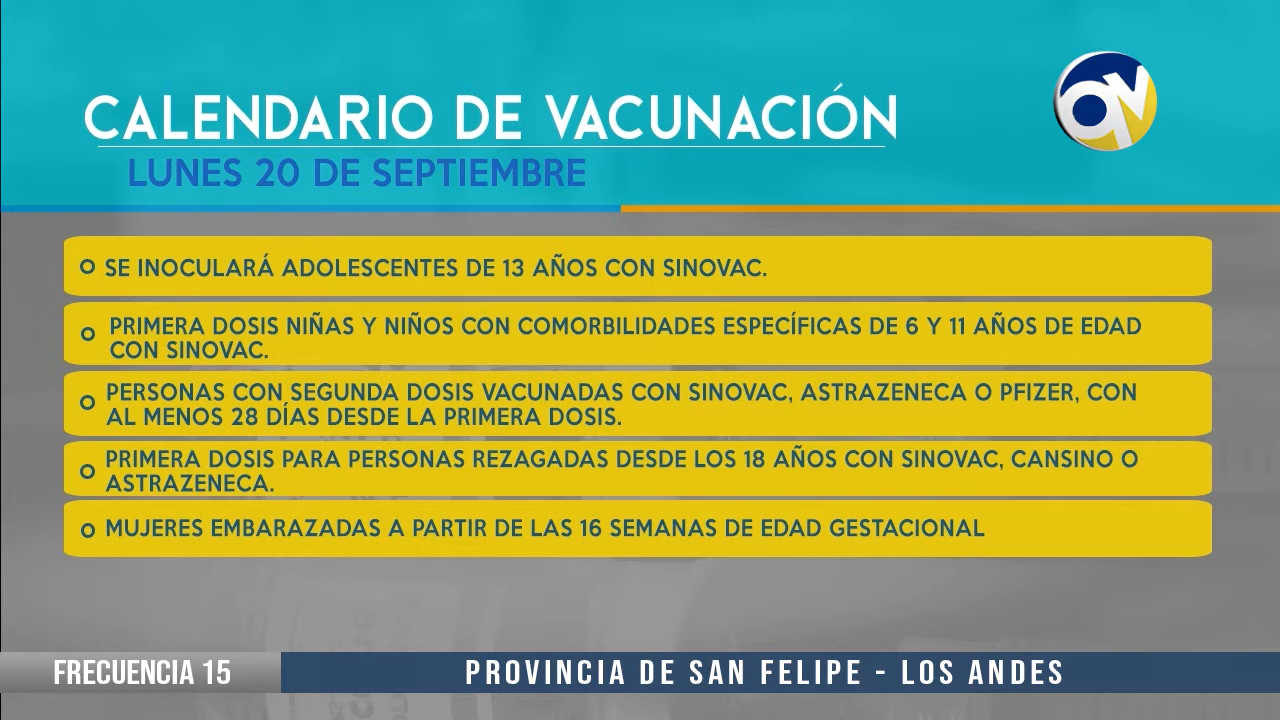 CALENDARIO DE VACUNACIÓN
LUNES 20 DE SEPTIEMBRE
SE INOCULARÁ ADOLESCENTES DE 13 AÑOS CON SINOVAC.
PRIMERA DOSIS NIÑAS Y NIÑOS CON COMORBILIDADES ESPECÍFICAS DE 6 Y 11 AÑOS DE EDAD
CON SINOVAC.
PERSONAS CON SEGUNDA DOSIS VACUNADAS CON SINOVAC, ASTRAZENECA O PFIZER, CON
AL MENOS 28 DÍAS DESDE LA PRIMERA DOSIS.
PRIMERA DOSIS PARA PERSONAS REZAGADAS DESDE LOS 18 AÑOS CON SINOVAC, CANSINO O
ASTRAZENECA.
MUJERES EMBARAZADAS A PARTIR DE LAS 16 SEMANAS DE EDAD GESTACIONAL
FRECUENCIA 15
PROVINCIA DE SAN FELIPE - LOS ANDES